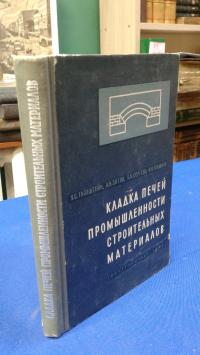 КЛАДКА ПЕЧЕЙ
ПРОМЫШЛЕННОСТИ
СТРОИТЕЛЬНЫХ
МАТЕРИАЛОВ
КЛАДКА ПЕЧЕЙ ПРОМЫШЛЕННОСТИ СТРОИТЕЛЬНЫХ МАТЕРИАЛОВ